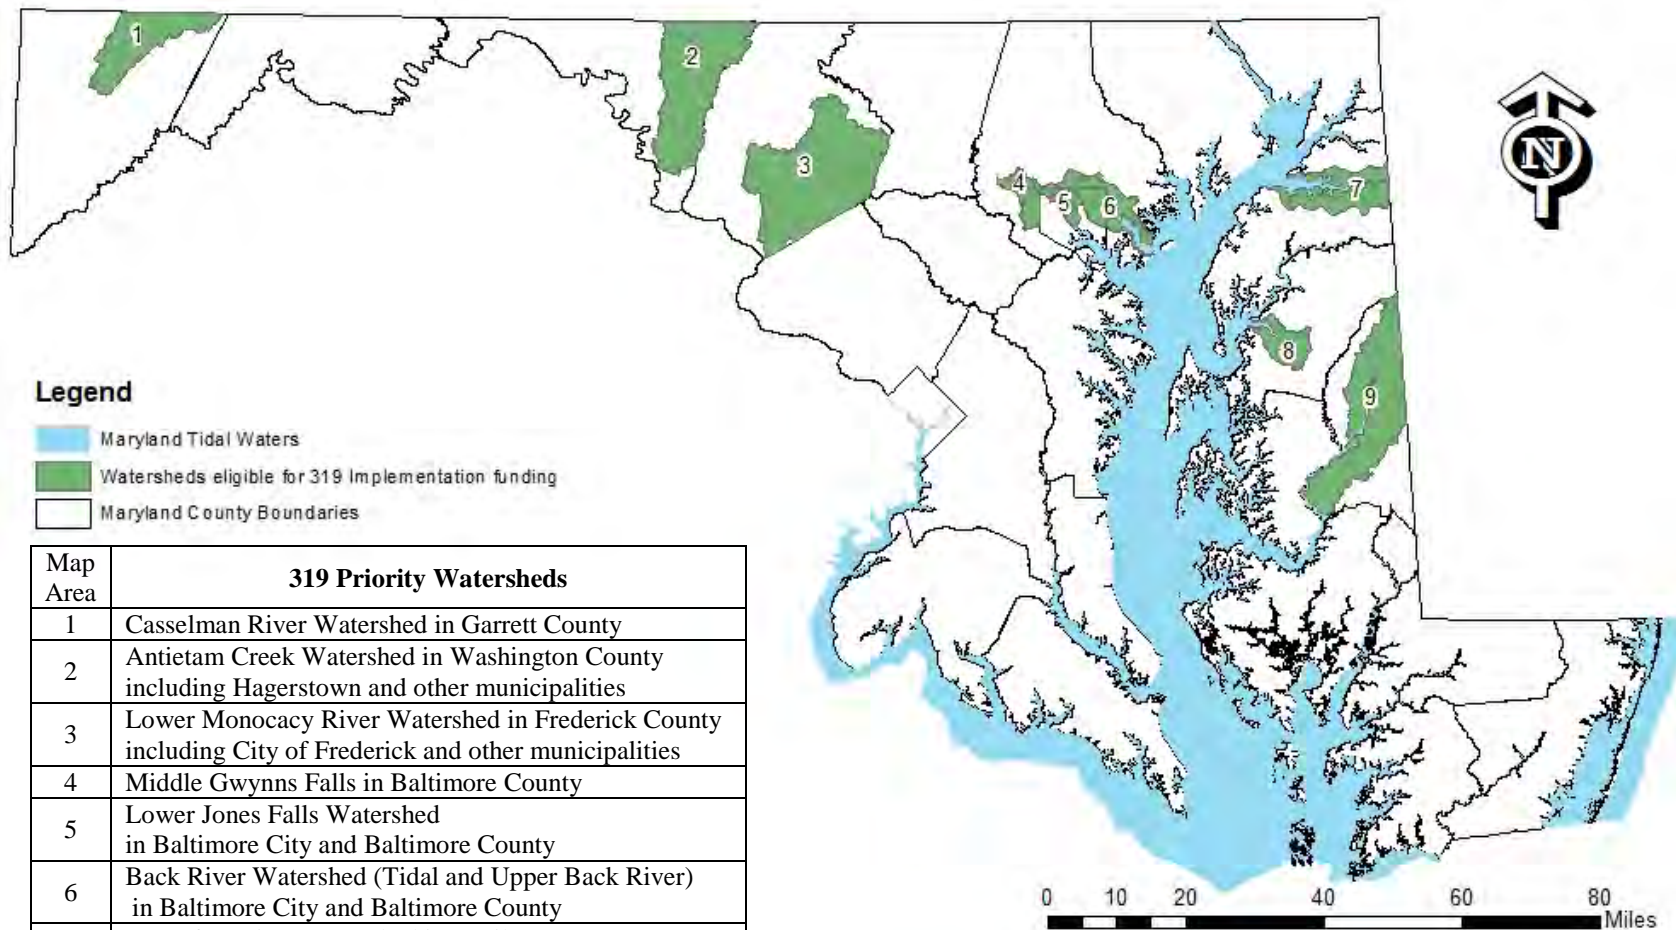 1
2
3
4
5
6
7
8
9
N
Legend
Maryland Tidal Waters
Watersheds eligible for 319 Implementation funding
Maryland County Boundaries
Map Area
319 Priority Watersheds
1 Casselman River Watershed in Garrett County
2 Antietam Creek Watershed in Washington County
including Hagerstown and other municipalities
3 Lower Monocacy River Watershed in Frederick County
including City of Frederick and other municipalities
4 Middle Gwynns Falls in Baltimore County
5 Lower Jones Falls Watershed
in Baltimore City and Baltimore County
6 Back River Watershed (Tidal and Upper Back River)
in Baltimore City and Baltimore County
0 10 20 40 60 80
Miles